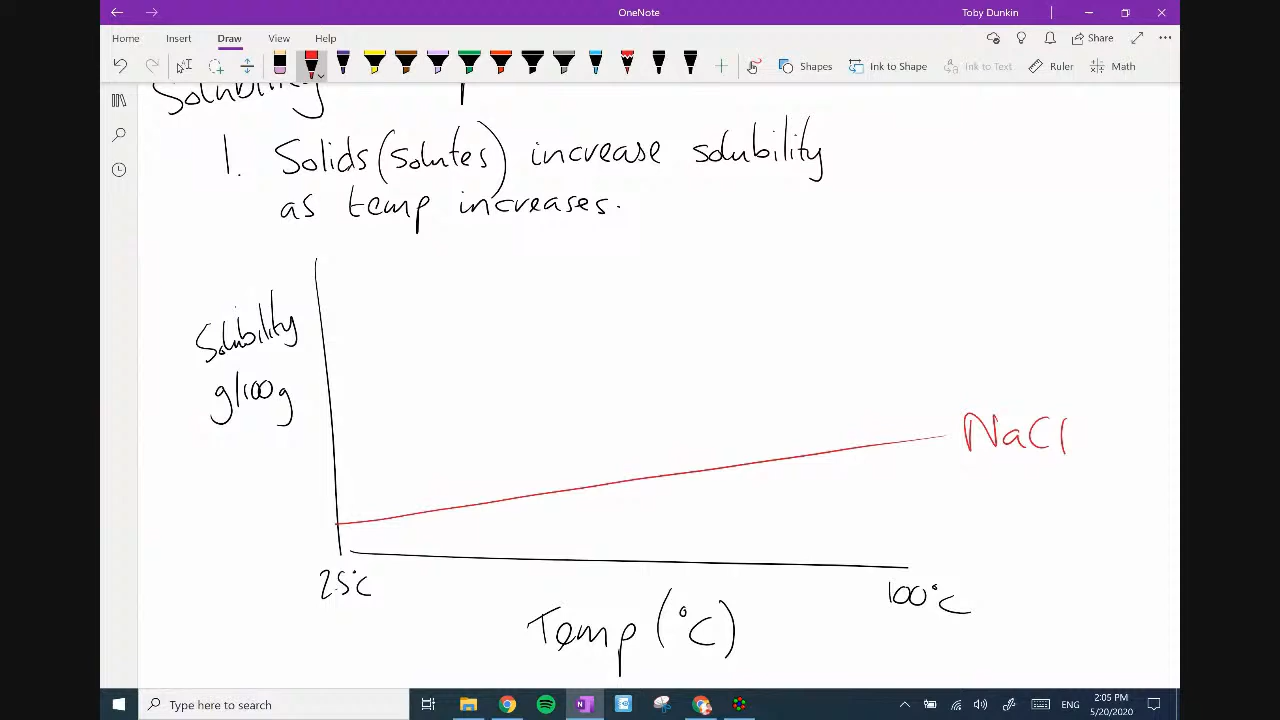 OneNote
Toby Dunkin
Home Insert Draw View Help
Share
Shapes Ink to Shape Ink to Text Ruler Math
Solubility
1. Solids (solutes) increase solubility
as temp increases.
Solubility
g/100g
NaCl
25°C
100°C
Temp (°C)
Type here to search
ENG
2:05 PM
5/20/2020